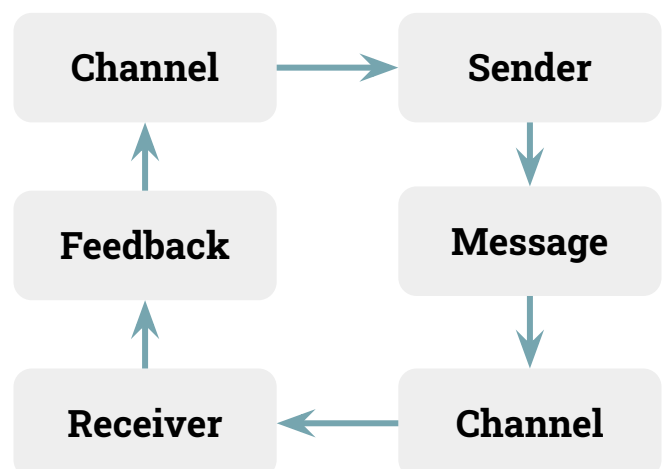 Channel
Sender
Feedback
Message
Receiver
Channel